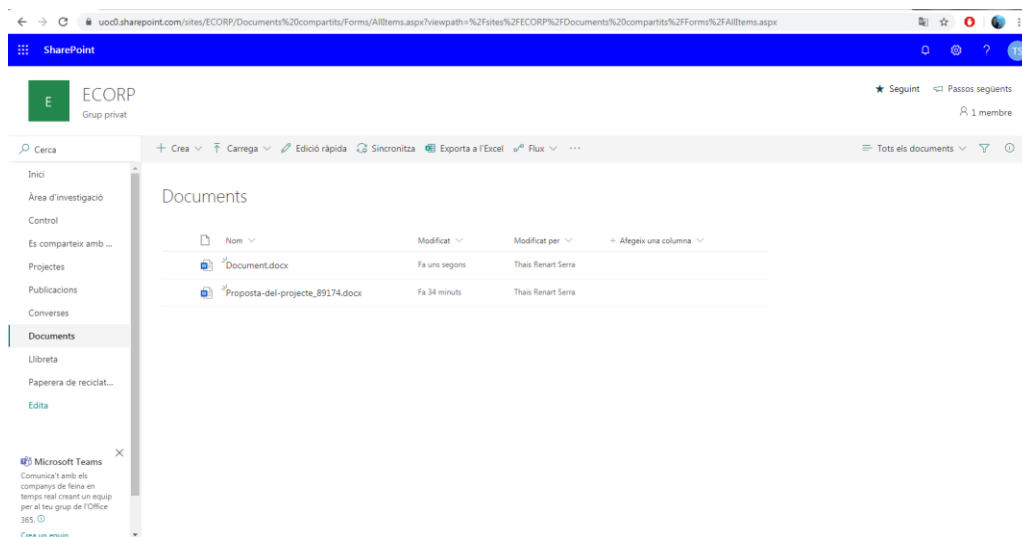 uoc0.sharepoint.com/sites/ECORP/Documents%20compartits/Forms/AllItems.aspx?viewpath=%2Fsites%2FECORP%2FDocuments%20compartits%2FForms%2FAllItems.aspx
SharePoint
?
TS
E
ECORP
Grup privat
Seguint
Passos següents
1 membre
Cerca
Crea
Carrega
Edició ràpida
Sincronitza
Exporta a l'Excel
Flux
...
Tots els documents
Inici
Àrea d'investigació
Control
Es comparteix amb ...
Projectes
Publicacions
Converses
Documents
Llibreta
Paperera de reciclat...
Edita
Documents
Nom
Modificat
Modificat per
+ Afegeix una columna
Document.docx
Fa uns segons
Thais Renart Serra
Proposta-del-projecte_89174.docx
Fa 34 minuts
Thais Renart Serra
Microsoft Teams
Comunica't amb els
companys de feina en
temps real creant un equip
per al teu grup de l'Office
365.
Crea un equip